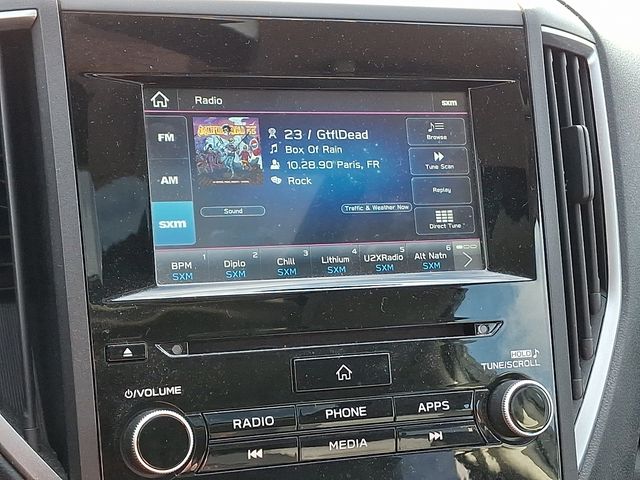 Radio
sxm
FM
AM
sxm
GRATEFUL DEAD
23 / GtflDead
Box Of Rain
10.28.90 Paris, FR
Rock
Sound
Traffic & Weather Now
Browse
Tune Scan
Replay
Direct Tune
1 2 3 4 5 6
BPM Diplo Chill Lithium U2XRadio Alt Natn
SXM SXM SXM SXM SXM SXM
HOLD
TUNE/SCROLL
/VOLUME
RADIO PHONE APPS
MEDIA